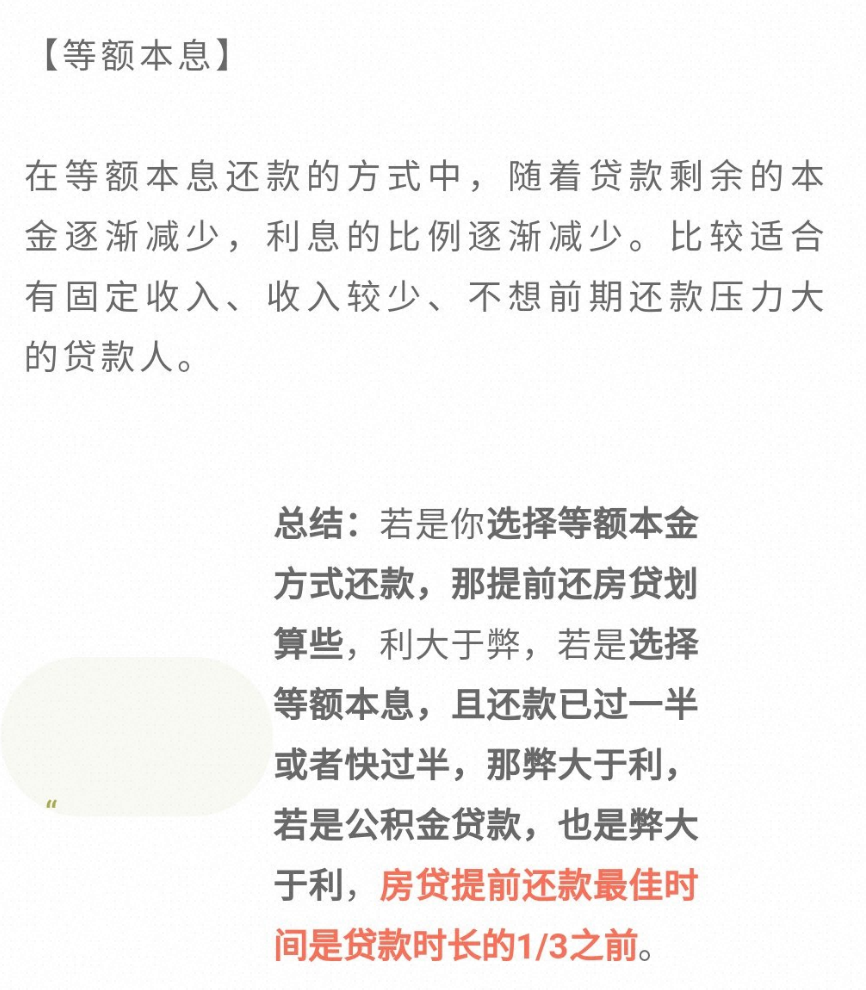 【等额本息】
在等额本息还款的方式中，随着贷款剩余的本
金逐渐减少，利息的比例逐渐减少。比较适合
有固定收入、收入较少、不想前期还款压力大
的贷款人。
总结：若是你选择等额本金
方式还款，那提前还房贷划
算些，利大于弊，若是选择
等额本息，且还款已过一半
或者快过半，那弊大于利，
若是公积金贷款，也是弊大
于利，房贷提前还款最佳时
间是贷款时长的1/3之前。
“